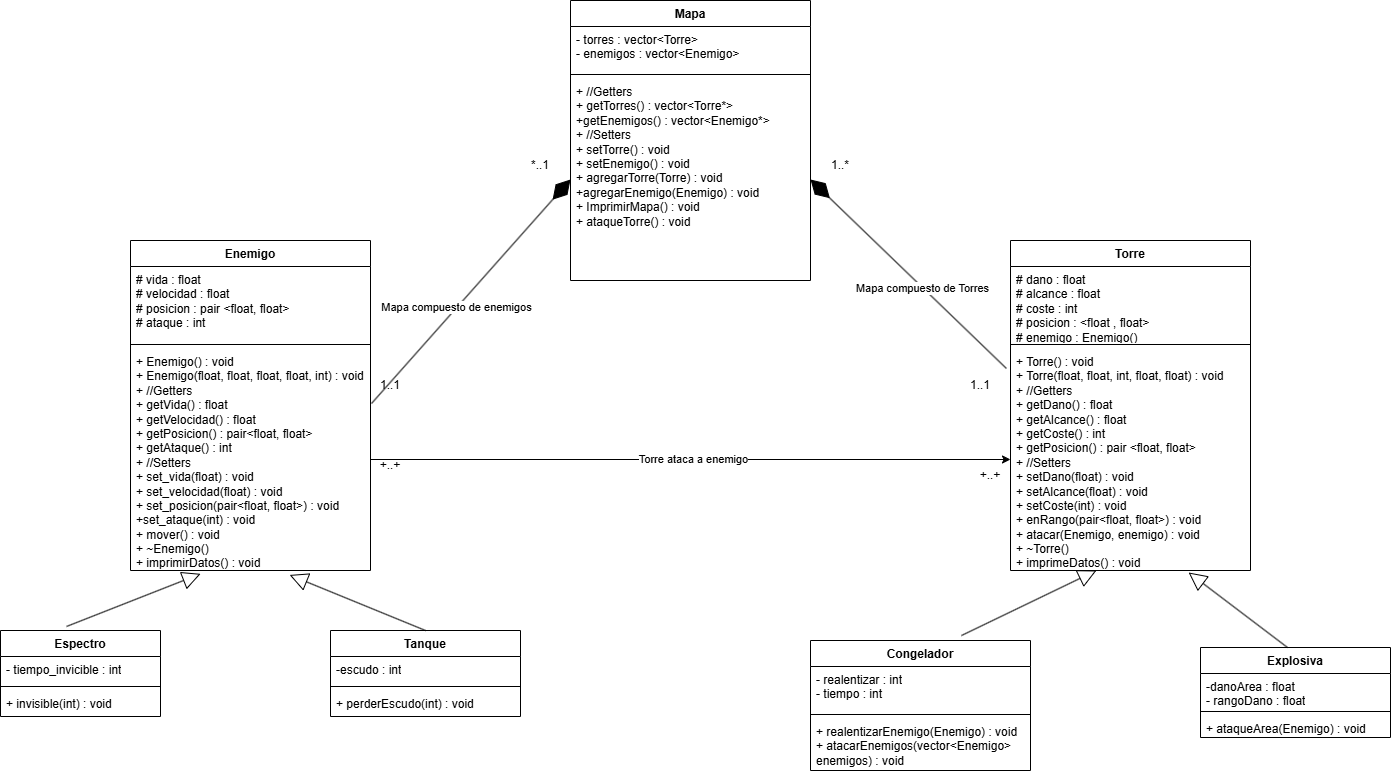 Mapa
- torres : vector<Torre>
- enemigos : vector<Enemigo>
+ //Getters
+ getTorres() : vector<Torre*>
+getEnemigos() : vector<Enemigo*>
+ //Setters
+ setTorre() : void
+ setEnemigo() : void
+ agregarTorre(Torre) : void
+agregarEnemigo(Enemigo) : void
+ ImprimirMapa() : void
+ ataqueTorre() : void
*..1
1..*
Mapa compuesto de enemigos
Mapa compuesto de Torres
1..1
1..1
Enemigo
# vida : float
# velocidad : float
# posicion : pair <float, float>
# ataque : int
+ Enemigo() : void
+ Enemigo(float, float, float, float, int) : void
+ //Getters
+ getVida() : float
+ getVelocidad() : float
+ getPosicion() : pair<float, float>
+ getAtaque() : int
+ //Setters
+ set_vida(float) : void
+ set_velocidad(float) : void
+ set_posicion(pair<float, float>) : void
+set_ataque(int) : void
+ mover() : void
+ ~Enemigo()
+ imprimirDatos() : void
+..+
Torre ataca a enemigo
+..+
Torre
# dano : float
# alcance : float
# coste : int
# posicion : <float , float>
# enemigo : Enemigo()
+ Torre() : void
+ Torre(float, float, int, float, float) : void
+ //Getters
+ getDano() : float
+ getAlcance() : float
+ getCoste() : int
+ getPosicion() : pair <float, float>
+ //Setters
+ setDano(float) : void
+ setAlcance(float) : void
+ setCoste(int) : void
+ enRango(pair<float, float>) : void
+ atacar(Enemigo, enemigo) : void
+ ~Torre()
+ imprimeDatos() : void
Espectro
- tiempo_invicible : int
+ invisible(int) : void
Tanque
-escudo : int
+ perderEscudo(int) : void
Congelador
- realentizar : int
- tiempo : int
+ realentizarEnemigo(Enemigo) : void
+ atacarEnemigos(vector<Enemigo>
enemigos) : void
Explosiva
-danoArea : float
- rangoDano : float
+ ataqueArea(Enemigo) : void